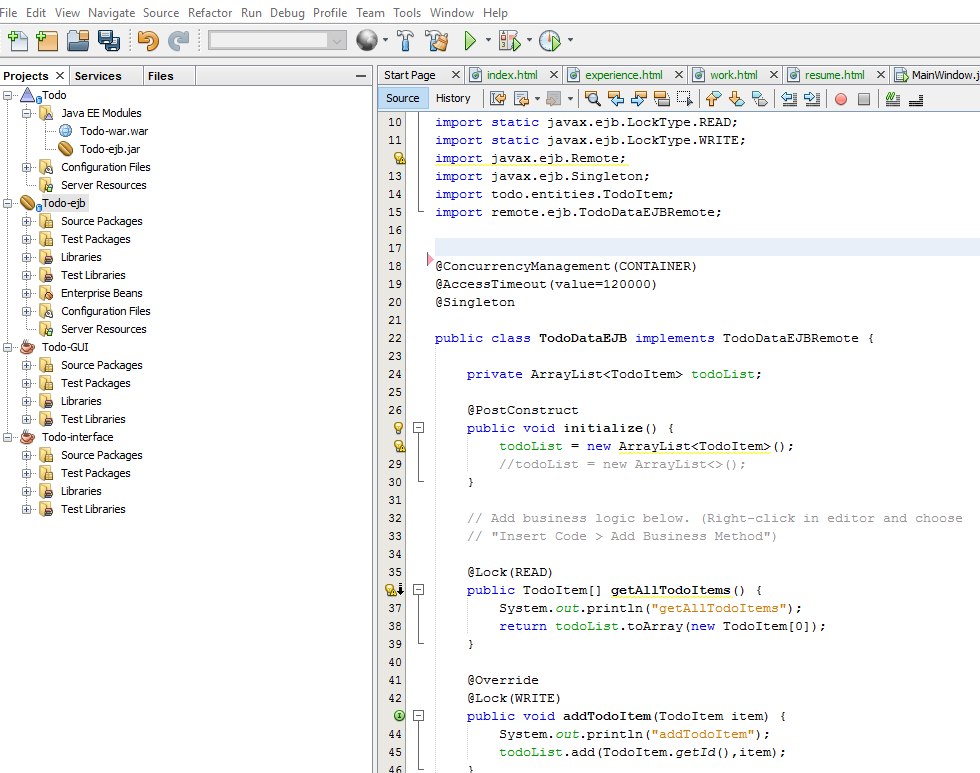 File Edit View Navigate Source Refactor Run Debug Profile Team Tools Window Help
Projects Services Files
Start Page index.html experience.html work.html resume.html MainWindow.j
Source History
Todo
Java EE Modules
Todo-war.war
Todo-ejb.jar
Configuration Files
Server Resources
Todo-ejb
Source Packages
Test Packages
Libraries
Test Libraries
Enterprise Beans
Configuration Files
Server Resources
Todo-GUI
Source Packages
Test Packages
Libraries
Test Libraries
Todo-interface
Source Packages
Test Packages
Libraries
Test Libraries
10 import static javax.ejb.LockType.READ;
11 import static javax.ejb.LockType.WRITE;
import javax.ejb.Remote;
13 import javax.ejb.Singleton;
14 import todo.entities.TodoItem;
15 import remote.ejb.TodoDataEJBRemote;
16
17
18 @ConcurrencyManagement(CONTAINER)
19 @AccessTimeout(value=120000)
20 @Singleton
21
22 public class TodoDataEJB implements TodoDataEJBRemote {
23
24 private ArrayList<TodoItem> todoList;
25
26 @PostConstruct
public void initialize() {
todoList = new ArrayList<TodoItem>();
29 //todoList = new ArrayList<>();
30 }
31
32 // Add business logic below. (Right-click in editor and choose
33 // "Insert Code > Add Business Method")
34
35 @Lock(READ)
public TodoItem[] getAllTodoItems() {
37 System.out.println("getAllTodoItems");
38 return todoList.toArray(new TodoItem[0]);
39 }
40
41 @Override
42 @Lock(WRITE)
public void addTodoItem(TodoItem item) {
44 System.out.println("addTodoItem");
45 todoList.add(TodoItem.getId(),item);
46 }